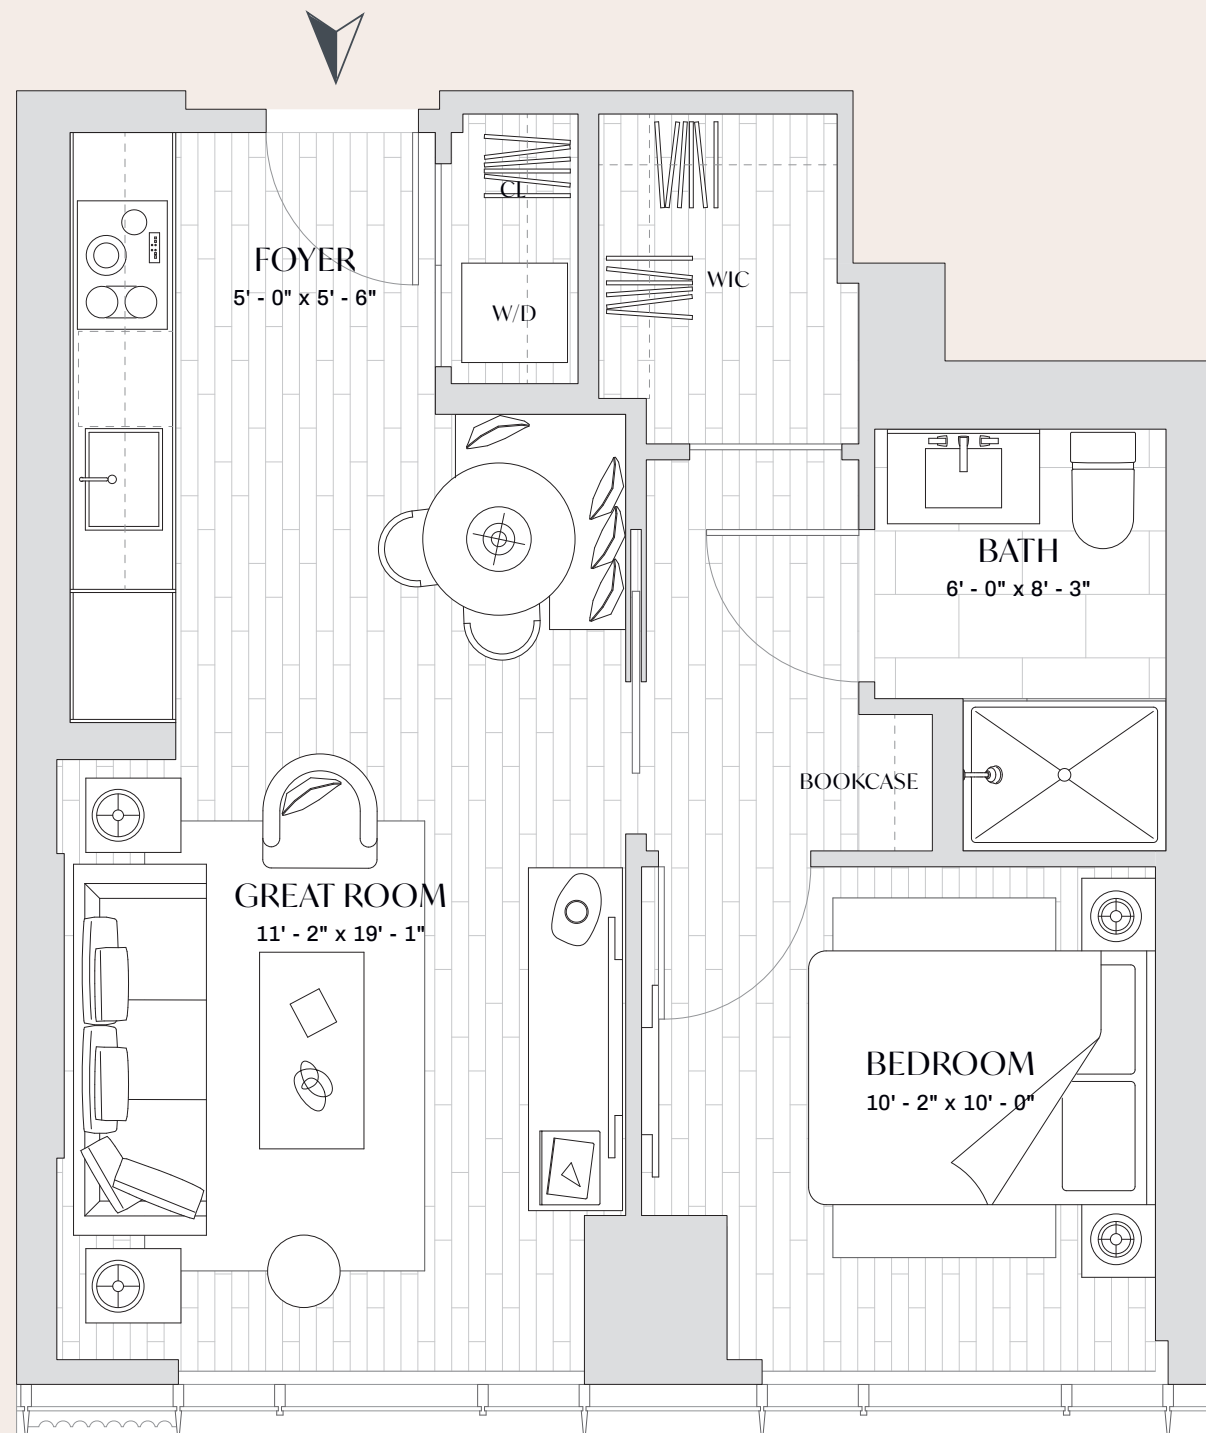 CL
FOYER
5' - 0" x 5' - 6"
WIC
W/D
BATH
6' - 0" x 8' - 3"
BOOKCASE
GREAT ROOM
11' - 2" x 19' - 1"
BEDROOM
10' - 2" x 10' - 0"